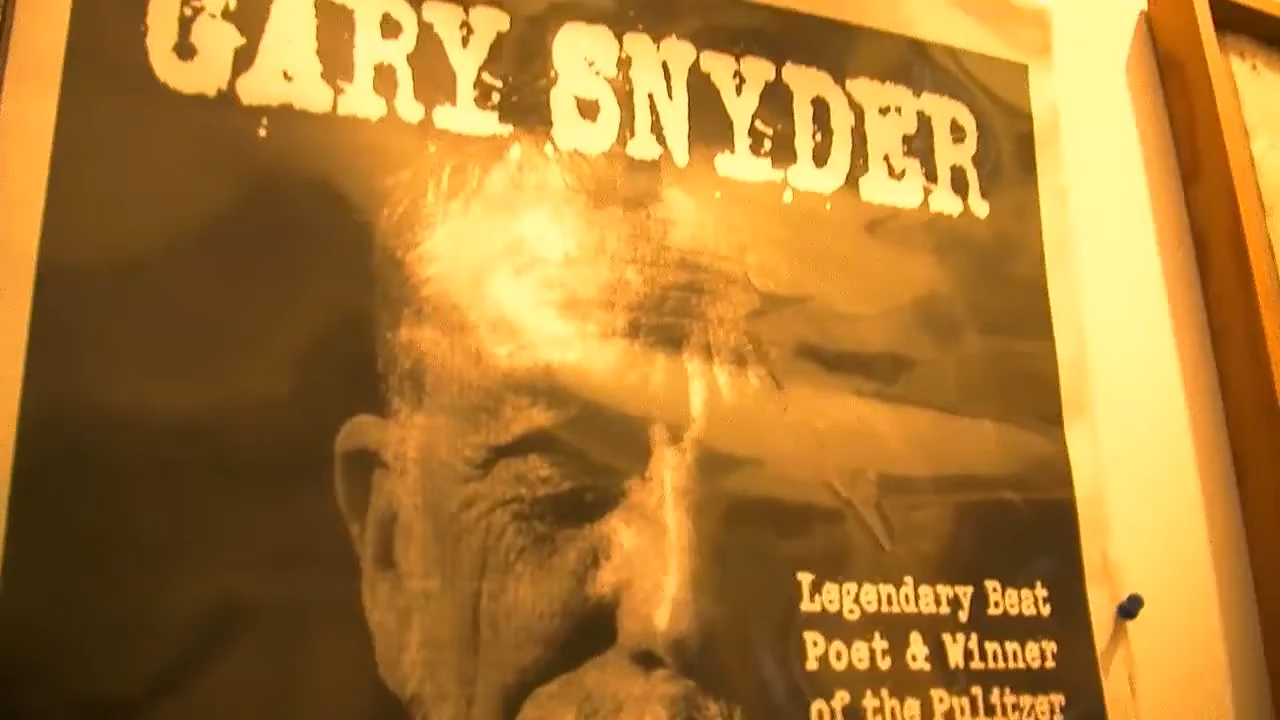 GARY SNYDER
Legendary Beat
Poet & Winner
of the Pulitzer